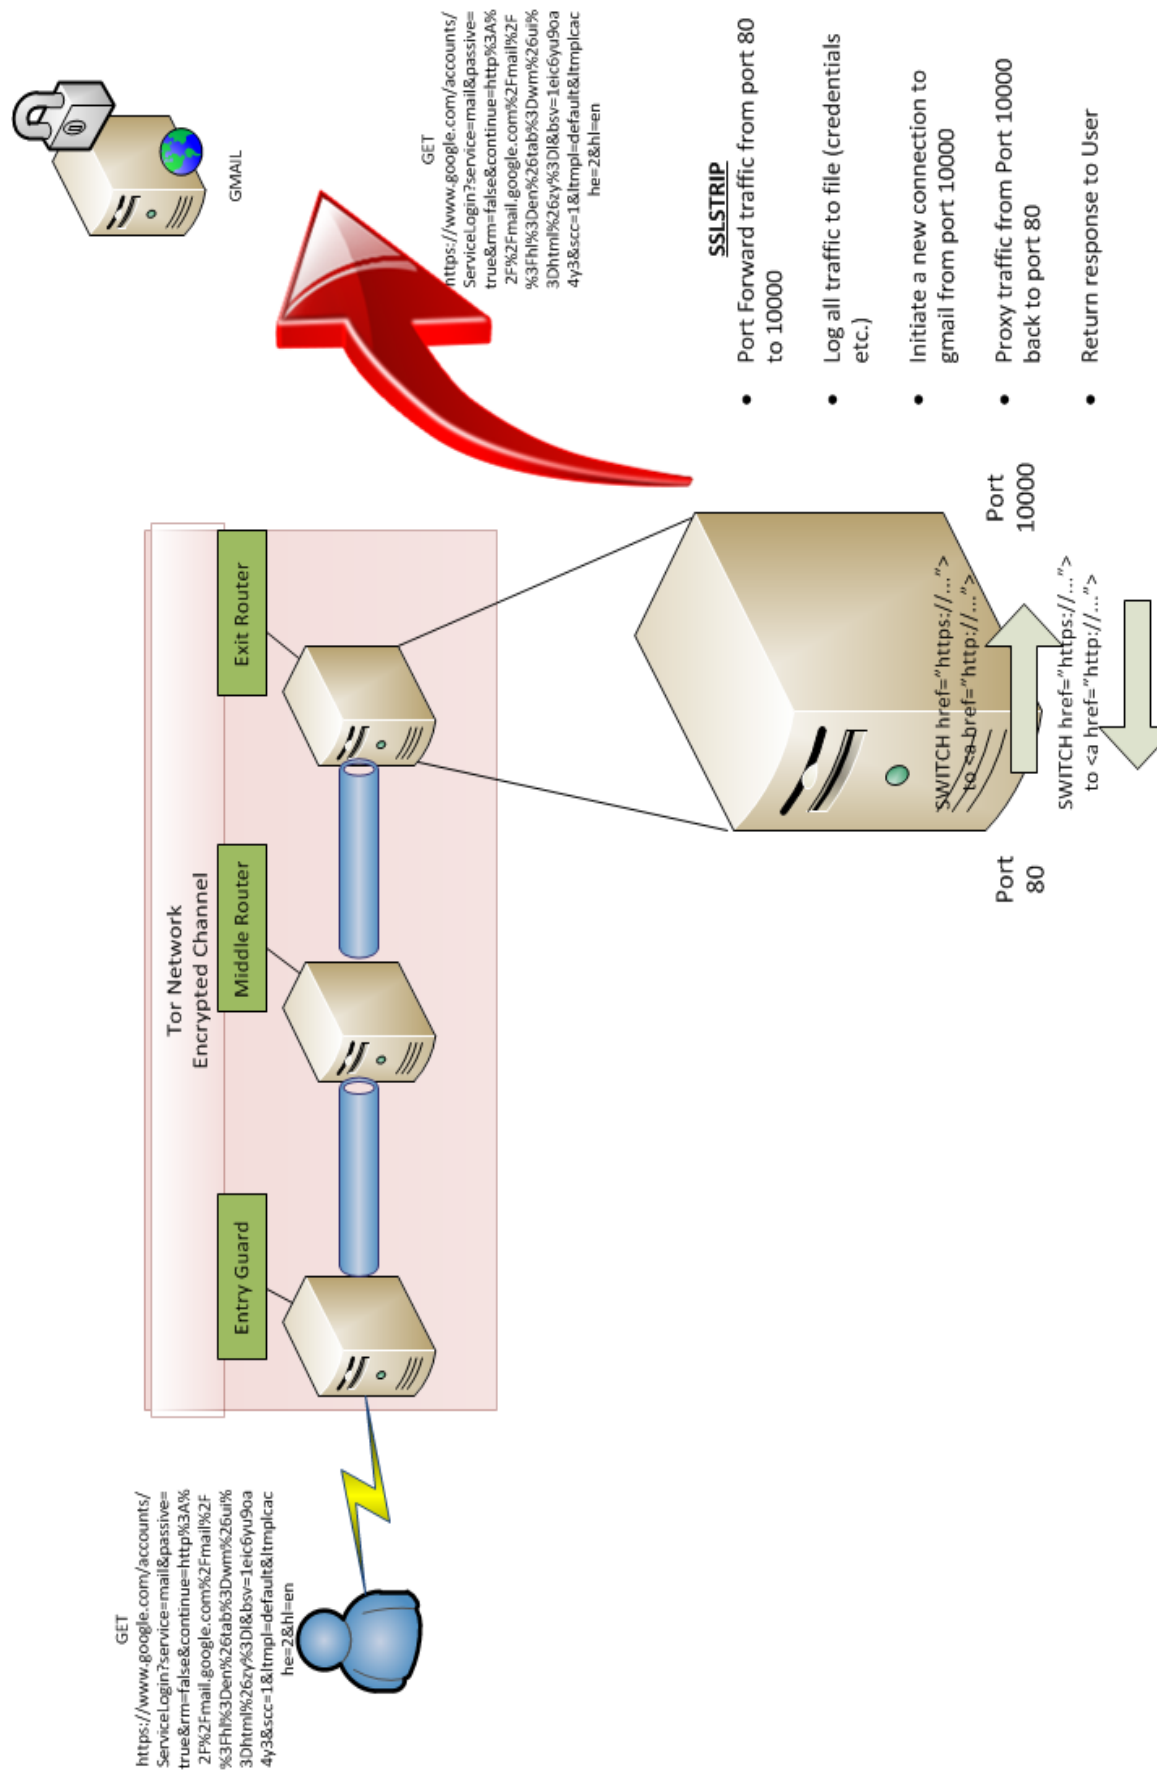 GET
https://www.google.com/accounts/
ServiceLogin?service=mail&passive=
true&rm=false&continue=http%3A%
2F%2Fmail.google.com%2Fmail%2F
%3Fhl%3Den%26tab%3Dwm%26ui%
3Dhtml%26zy%3Dl&bsv=1eic6yu9oa
4y3&scc=1&ltmpl=default&ltmplcac
he=2&hl=en
Tor Network
Encrypted Channel
Entry Guard
Middle Router
Exit Router
GMAIL
GET
https://www.google.com/accounts/
ServiceLogin?service=mail&passive=
true&rm=false&continue=http%3A%
2F%2Fmail.google.com%2Fmail%2F
%3Fhl%3Den%26tab%3Dwm%26ui%
3Dhtml%26zy%3Dl&bsv=1eic6yu9oa
4y3&scc=1&ltmpl=default&ltmplcac
he=2&hl=en
Port
80
SWITCH href="https://...">
to <a href="http://...">
SWITCH href="https://...">
to <a href="http://...">
Port
10000
SSLSTRIP
• Port Forward traffic from port 80
to 10000
• Log all traffic to file (credentials
etc.)
• Initiate a new connection to
gmail from port 10000
• Proxy traffic from Port 10000
back to port 80
• Return response to User